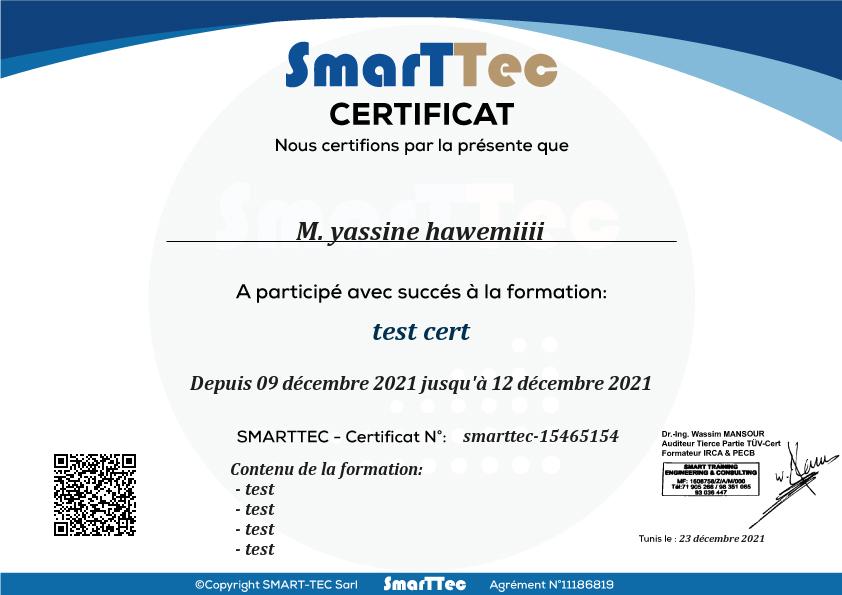 SmarTTec
CERTIFICAT
Nous certifions par la présente que
SmarTTec
M. yassine hawemiiii
A participé avec succés à la formation:
test cert
Depuis 09 décembre 2021 jusqu'à 12 décembre 2021
SMARTTEC - Certificat N°: smarttec-15465154
Dr.-Ing. Wassim MANSOUR
Auditeur Tierce Partie TÜV-Cert
Formateur IRCA & PECB
SMART TRAINING
ENGINEERING & CONSULTING
MF: 1608758/Z/A/M/000
Tél:71 905 266 / 98 351 065
93 036 447
Contenu de la formation:
- test
- test
- test
- test
Tunis le : 23 décembre 2021
©Copyright SMART-TEC Sarl SmarTTec Agrément N°11186819